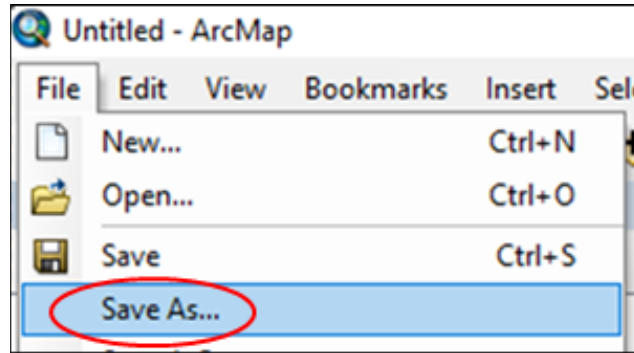 Untitled - ArcMap
File Edit View Bookmarks Insert
New... Ctrl+N
Open... Ctrl+O
Save Ctrl+S
Save As...